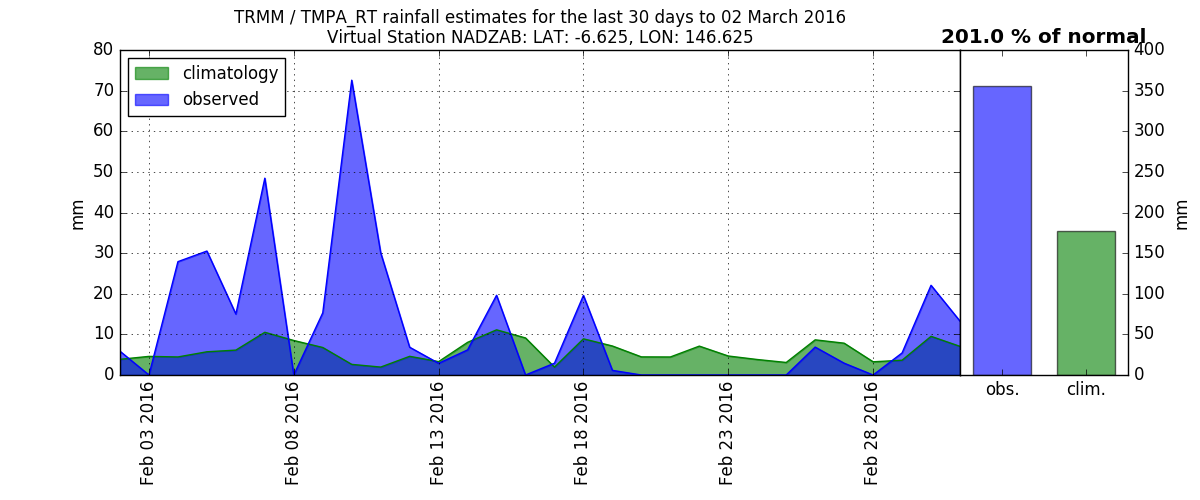 TRMM / TMPA_RT rainfall estimates for the last 30 days to 02 March 2016
Virtual Station NADZAB: LAT: -6.625, LON: 146.625
201.0 % of normal
climatology
observed
80
70
60
50
40
30
20
10
0
mm
Feb 03 2016
Feb 08 2016
Feb 13 2016
Feb 18 2016
Feb 23 2016
Feb 28 2016
obs.
clim.
400
350
300
250
200
150
100
50
0
mm